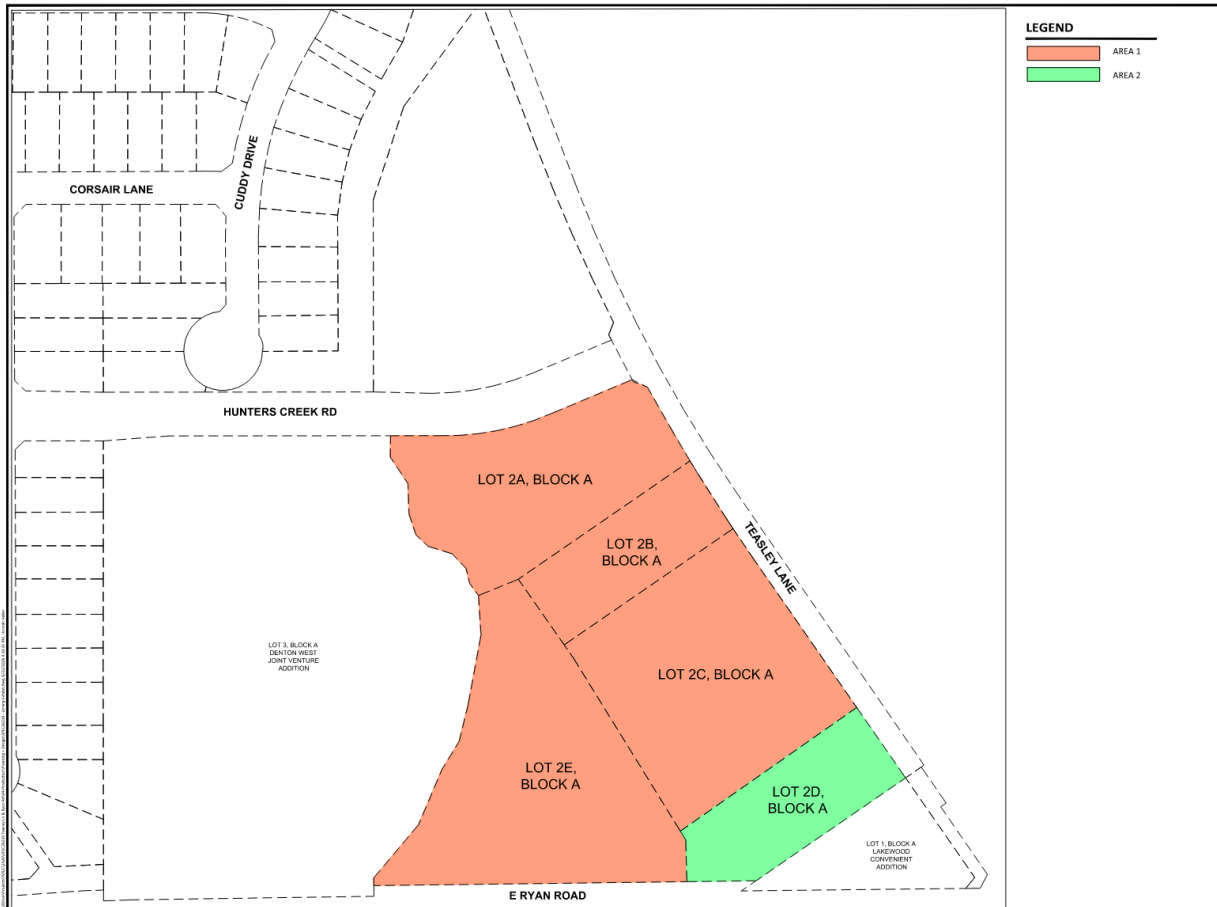 LEGEND
AREA 1
AREA 2
CORSAIR LANE
CUDDY DRIVE
HUNTERS CREEK RD
LOT 2A, BLOCK A
LOT 2B,
BLOCK A
TEASLEY LANE
LOT 3, BLOCK A
DENTON WEST
JOINT VENTURE
ADDITION
LOT 2C, BLOCK A
LOT 2E,
BLOCK A
LOT 2D,
BLOCK A
LOT 1, BLOCK A
LAKEWOOD
CONVENIENT
ADDITION
E RYAN ROAD